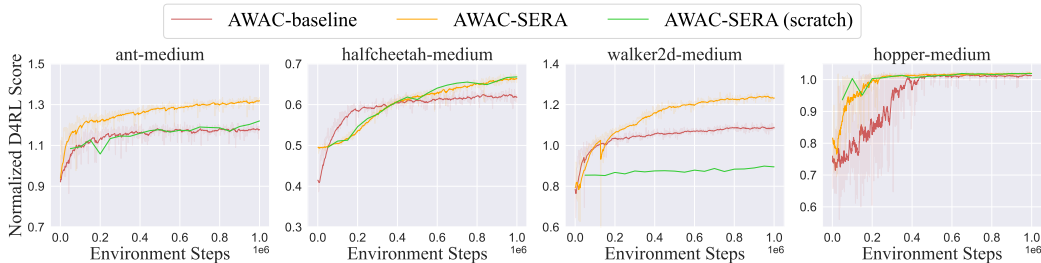 AWAC-baseline AWAC-SERA AWAC-SERA (scratch)
ant-medium halfcheetah-medium walker2d-medium hopper-medium
Normalized D4RL Score
1.5 1.3 1.1 0.9 0.7
0.0 0.2 0.4 0.6 0.8 1.0
1e6
Environment Steps
0.7 0.6 0.5 0.4 0.3
0.0 0.2 0.4 0.6 0.8 1.0
1e6
Environment Steps
1.4 1.2 1.0 0.8 0.6
0.0 0.2 0.4 0.6 0.8 1.0
1e6
Environment Steps
1.0 0.9 0.8 0.7 0.6
0.0 0.2 0.4 0.6 0.8 1.0
1e6
Environment Steps